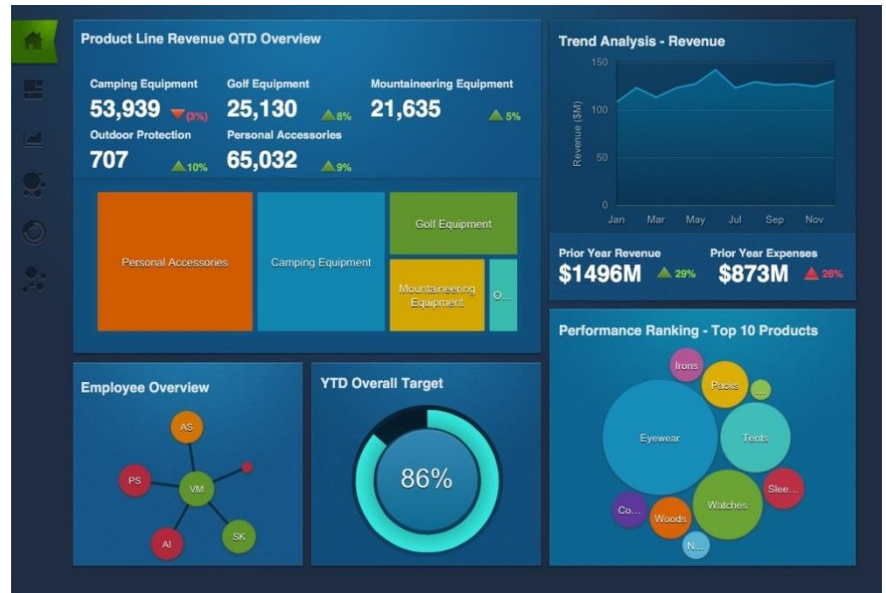 Product Line Revenue QTD Overview
Camping Equipment Golf Equipment Mountaineering Equipment
53,939 (3%) 25,130 8% 21,635 5%
Outdoor Protection Personal Accessories
707 10% 65,032 9%
Personal Accessories
Camping Equipment
Golf Equipment
Mountaineering
Equipment
O...
Trend Analysis - Revenue
Revenue ($M)
150
100
50
0
Jan Mar May Jul Sep Nov
Prior Year Revenue Prior Year Expenses
$1496M 29% $873M 26%
Employee Overview
AS
PS
VM
AI
SK
YTD Overall Target
86%
Performance Ranking - Top 10 Products
Irons
Packs
...
Eyewear
Tents
Slee...
Watches
Co...
Woods
N...